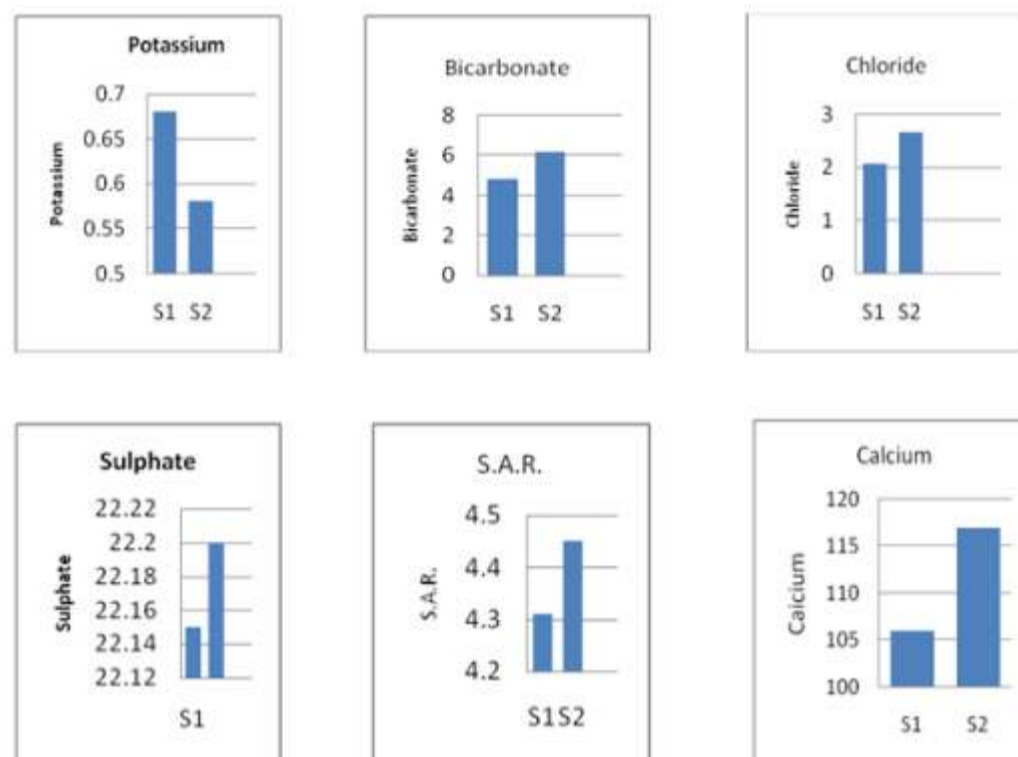 Potassium
0.7
0.65
0.6
0.55
0.5
Potassium
S1 S2
Bicarbonate
8
6
4
2
0
Bicarbonate
S1 S2
Chloride
3
2
1
0
Chloride
S1 S2
Sulphate
22.22
22.2
22.18
22.16
22.14
22.12
Sulphate
S1
S.A.R.
4.5
4.4
4.3
4.2
S.A.R.
S1S2
Calcium
120
115
110
105
100
Calcium
S1 S2